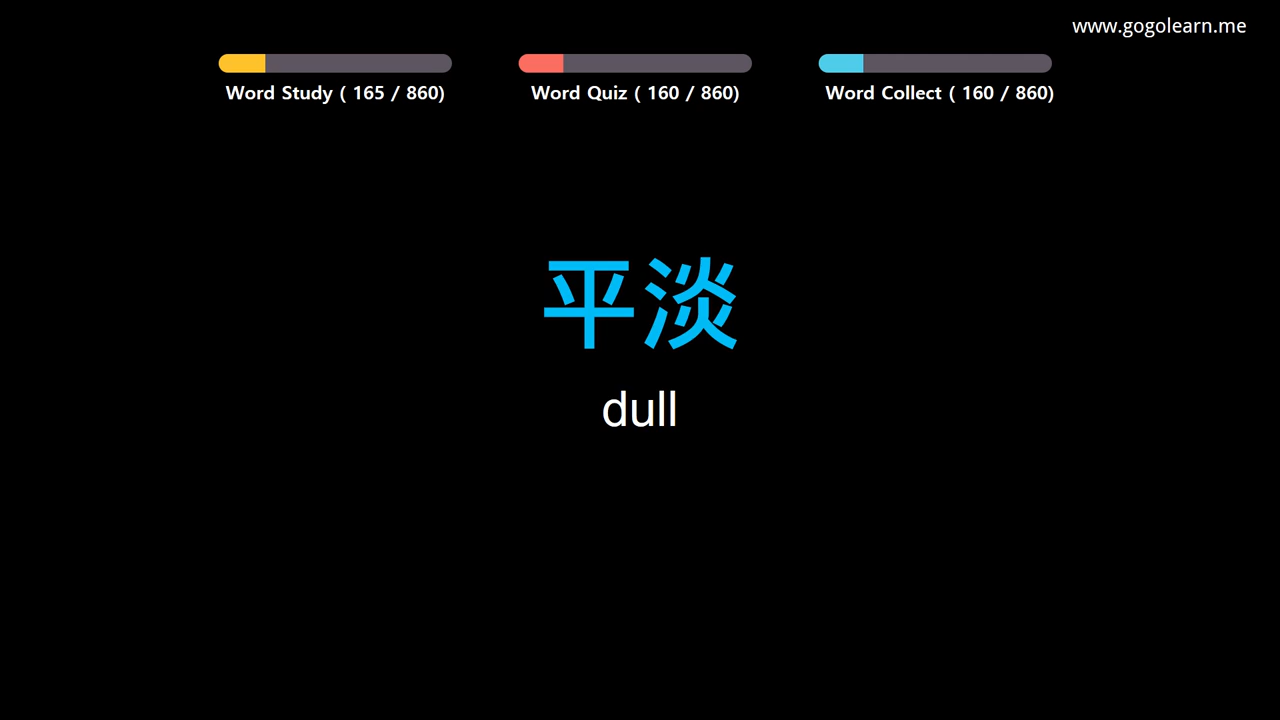 www.gogolearn.me
Word Study ( 165 / 860)
Word Quiz ( 160 / 860)
Word Collect ( 160 / 860)
平淡
dull